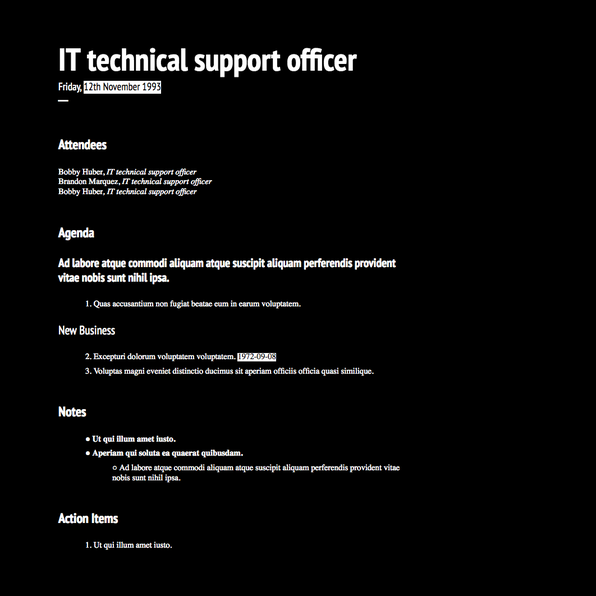 IT technical support officer
Friday, 12th November 1993
Attendees
Bobby Huber, IT technical support officer
Brandon Marquez, IT technical support officer
Bobby Huber, IT technical support officer
Agenda
Ad labore atque commodi aliquam atque suscipit aliquam perferendis provident
vitae nobis sunt nihil ipsa.
1. Quas accusantium non fugiat beatae eum in earum voluptatem.
New Business
2. Excepturi dolorum voluptatem voluptatem. 1972-09-08
3. Voluptas magni eveniet distinctio ducimus sit aperiam officiis officia quasi similique.
Notes
● Ut qui illum amet iusto.
● Aperiam qui soluta ea quaerat quibusdam.
○ Ad labore atque commodi aliquam atque suscipit aliquam perferendis provident vitae
nobis sunt nihil ipsa.
Action Items
1. Ut qui illum amet iusto.